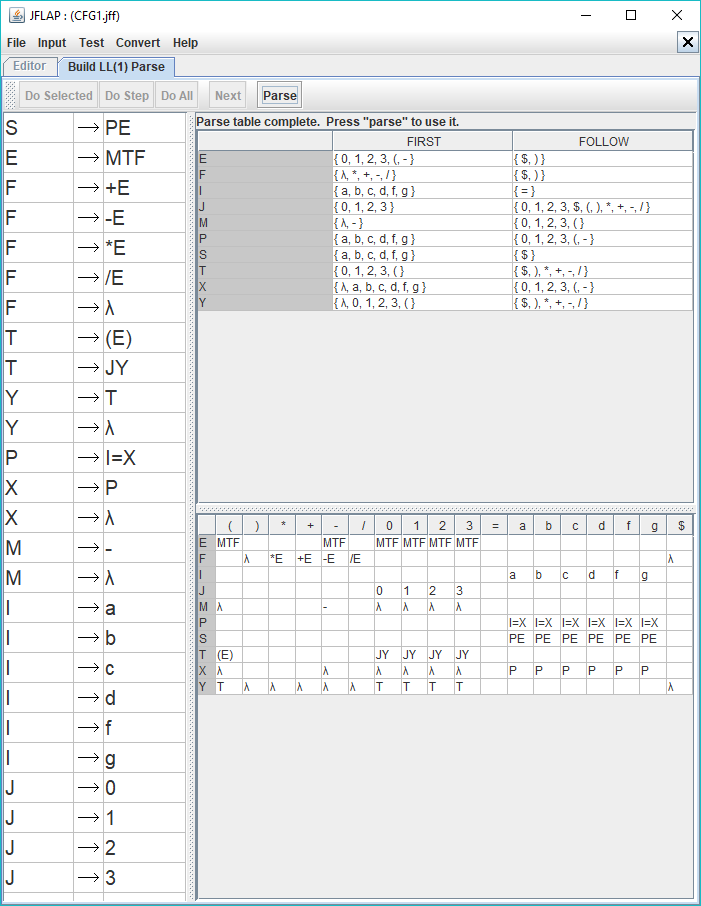 JFLAP : (CFG1.jff)
File Input Test Convert Help
Editor Build LL(1) Parse
Do Selected Do Step Do All Next Parse
S → PE
E → MTF
F → +E
F → -E
F → *E
F → /E
F → λ
T → (E)
T → JY
Y → T
Y → λ
P → I=X
X → P
X → λ
M → -
M → λ
I → a
I → b
I → c
I → d
I → f
I → g
J → 0
J → 1
J → 2
J → 3
Parse table complete. Press "parse" to use it.
FIRST FOLLOW
E { 0, 1, 2, 3, (, - } { $, ) }
F { λ, *, +, -, / } { $, ) }
I { a, b, c, d, f, g } { = }
J { 0, 1, 2, 3 } { 0, 1, 2, 3, $, (, ), *, +, -, / }
M { λ, - } { 0, 1, 2, 3, ( }
P { a, b, c, d, f, g } { 0, 1, 2, 3, (, - }
S { a, b, c, d, f, g } { $ }
T { 0, 1, 2, 3, ( } { $, ), *, +, -, / }
X { λ, a, b, c, d, f, g } { 0, 1, 2, 3, (, - }
Y { λ, 0, 1, 2, 3, ( } { $, ), *, +, -, / }
( ) * + - / 0 1 2 3 = a b c d f g $
E MTF MTF MTF MTF MTF MTF
F λ *E +E -E /E λ
I a b c d f g
J 0 1 2 3
M λ - λ λ λ λ
P I=X I=X I=X I=X I=X I=X
S PE PE PE PE PE PE
T (E) JY JY JY JY
X λ λ λ λ λ λ P P P P P P
Y T λ λ λ λ λ T T T T λ